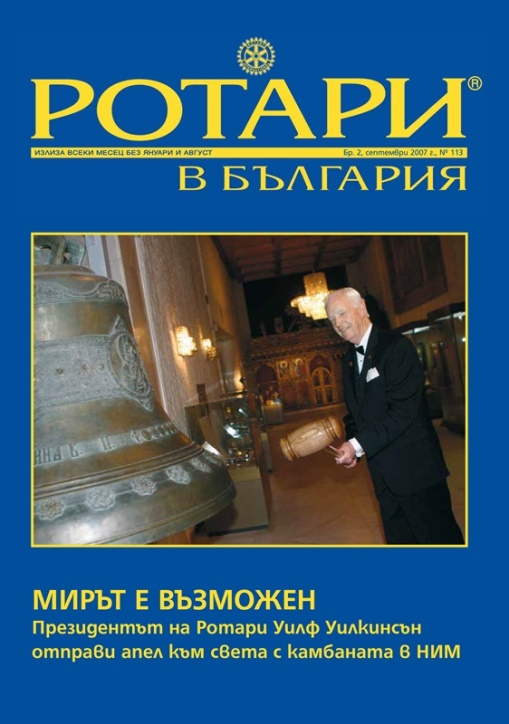 РОТАРИ®
ИЗЛИЗА ВСЕКИ МЕСЕЦ БЕЗ ЯНУАРИ И АВГУСТ
Бр. 2, септември 2007 г., № 113
В БЪЛГАРИЯ
МИРЪТ Е ВЪЗМОЖЕН
Президентът на Ротари Уилф Уилкинсън
отправи апел към света с камбаната в НИМ